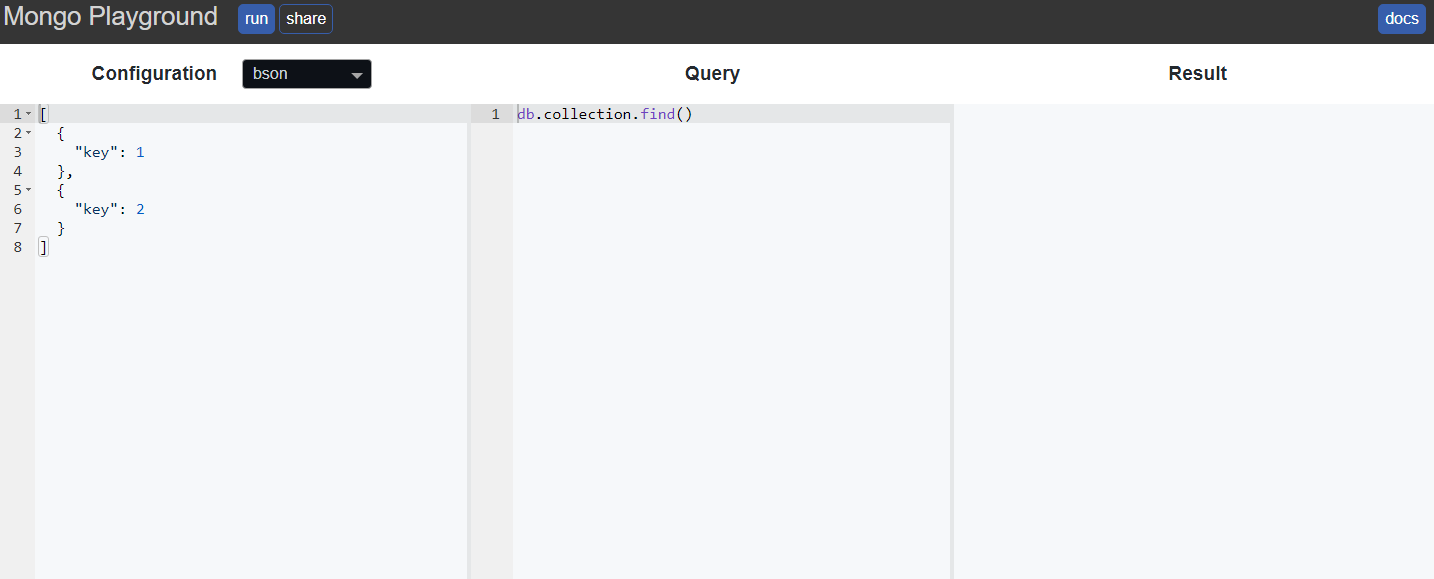 Mongo Playground run share docs
Configuration bson Query Result
1 [
2 {
3 "key": 1
4 },
5 {
6 "key": 2
7 }
8 ]
1 db.collection.find()